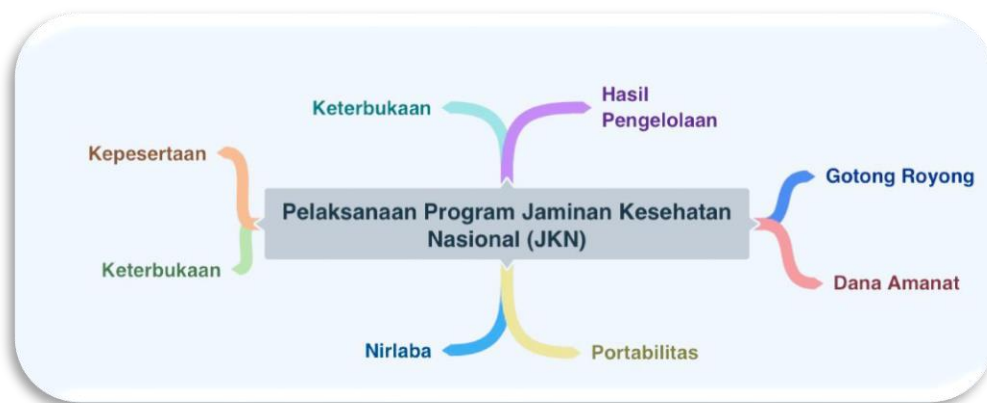 Keterbukaan
Hasil
Pengelolaan
Kepesertaan
Gotong Royong
Pelaksanaan Program Jaminan Kesehatan
Nasional (JKN)
Keterbukaan
Dana Amanat
Nirlaba
Portabilitas